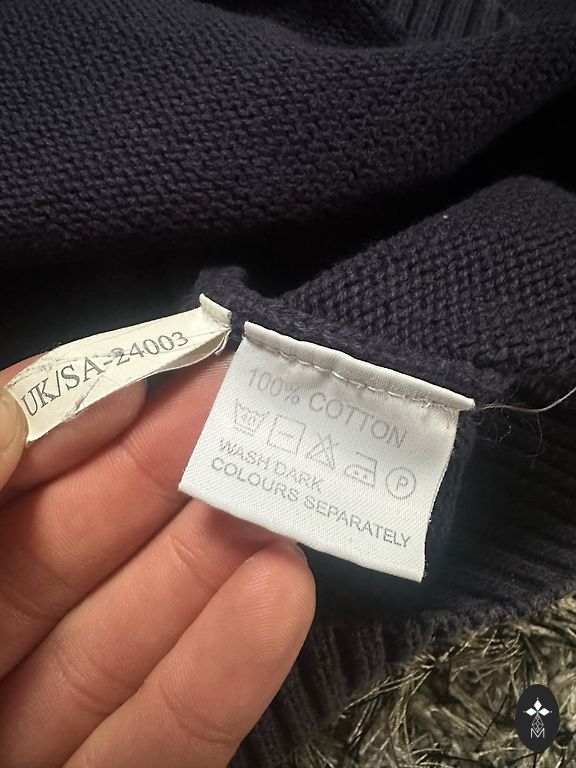 UK/SA-24003
100% COTTON
P
WASH DARK
COLOURS SEPARATELY
M